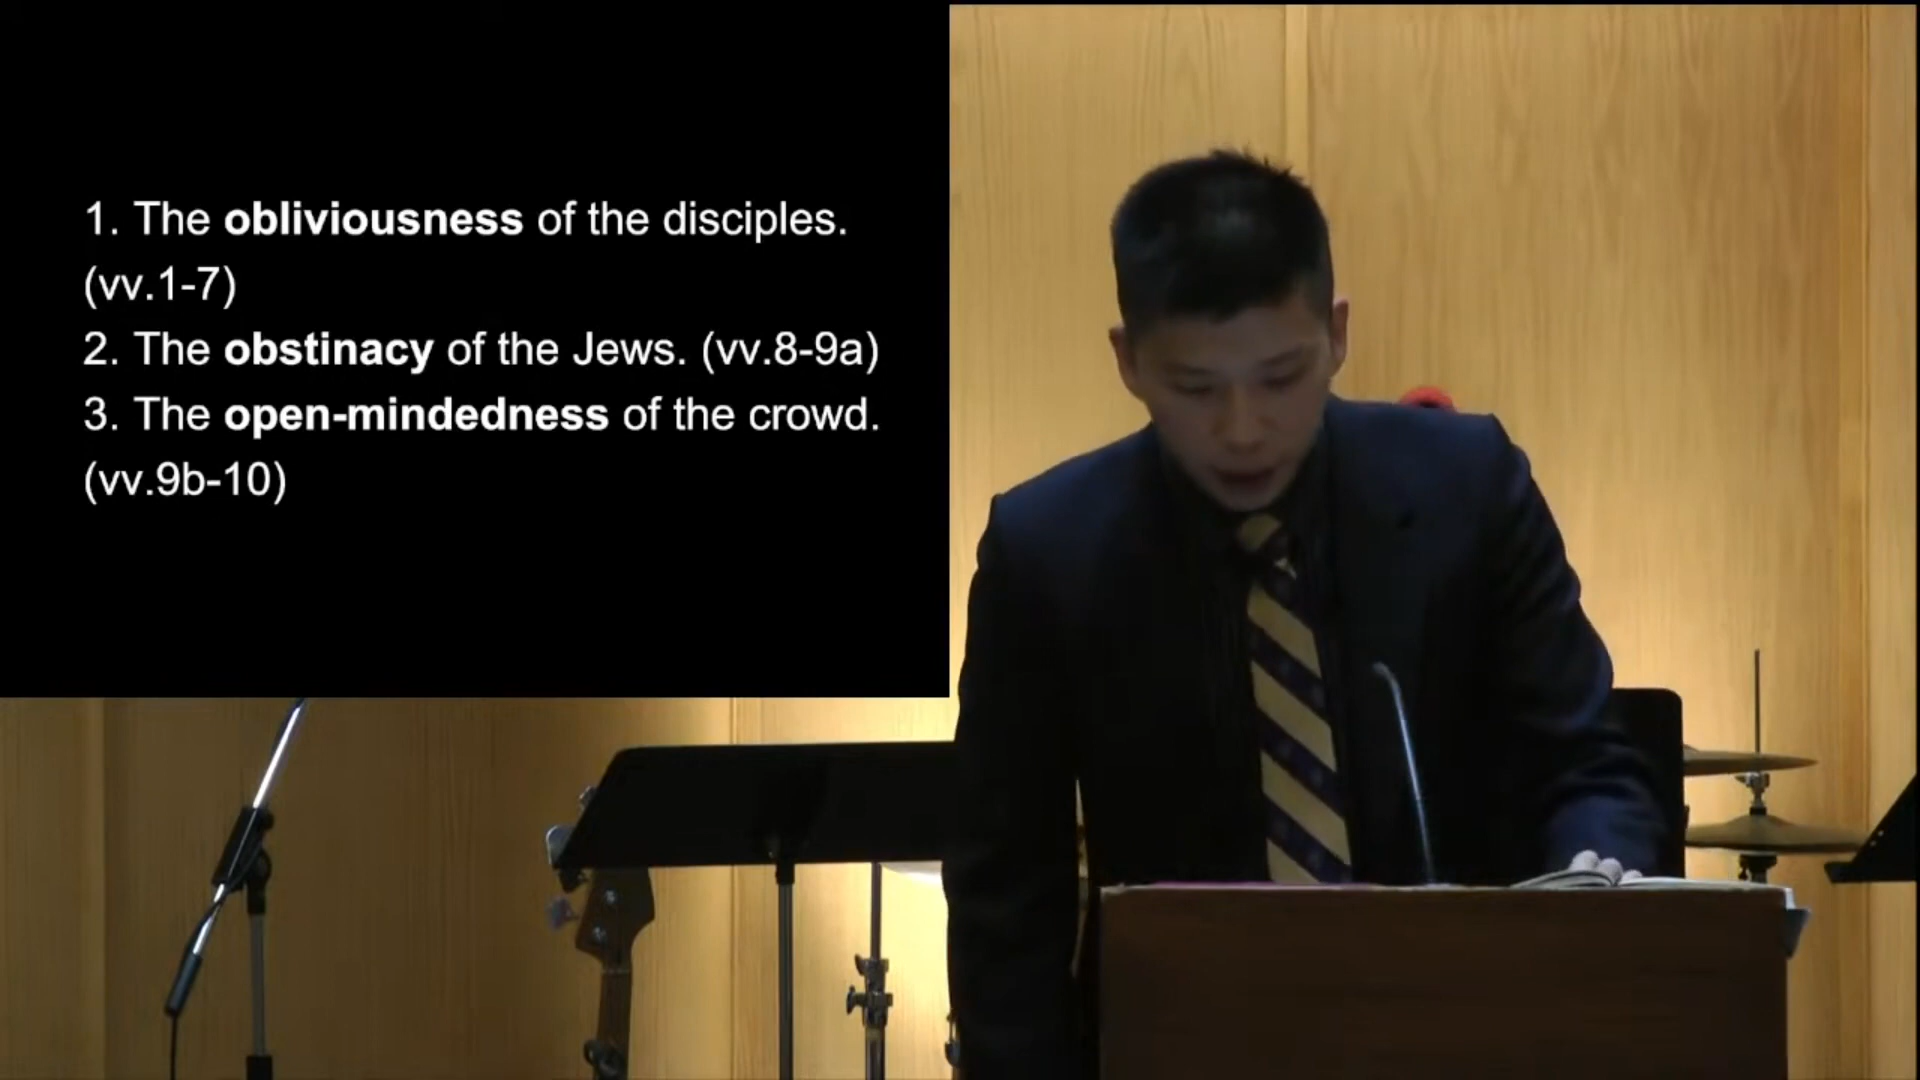 1. The obliviousness of the disciples.
(vv.1-7)
2. The obstinacy of the Jews. (vv.8-9a)
3. The open-mindedness of the crowd.
(vv.9b-10)